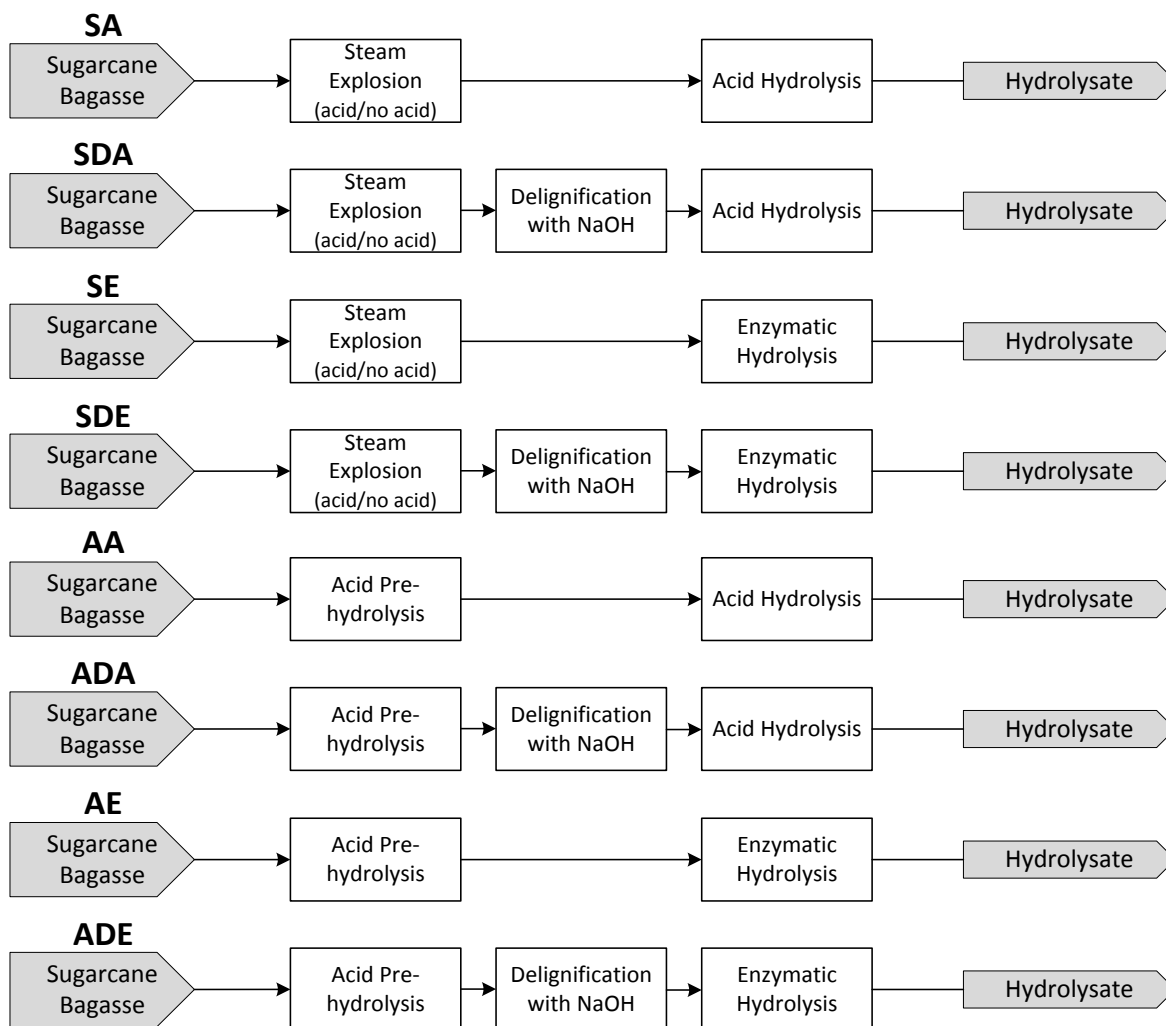 SA
Sugarcane
Bagasse
Steam
Explosion
(acid/no acid)
Acid Hydrolysis
Hydrolysate
SDA
Sugarcane
Bagasse
Steam
Explosion
(acid/no acid)
Delignification
with NaOH
Acid Hydrolysis
Hydrolysate
SE
Sugarcane
Bagasse
Steam
Explosion
(acid/no acid)
Enzymatic
Hydrolysis
Hydrolysate
SDE
Sugarcane
Bagasse
Steam
Explosion
(acid/no acid)
Delignification
with NaOH
Enzymatic
Hydrolysis
Hydrolysate
AA
Sugarcane
Bagasse
Acid Pre-
hydrolysis
Acid Hydrolysis
Hydrolysate
ADA
Sugarcane
Bagasse
Acid Pre-
hydrolysis
Delignification
with NaOH
Acid Hydrolysis
Hydrolysate
AE
Sugarcane
Bagasse
Acid Pre-
hydrolysis
Enzymatic
Hydrolysis
Hydrolysate
ADE
Sugarcane
Bagasse
Acid Pre-
hydrolysis
Delignification
with NaOH
Enzymatic
Hydrolysis
Hydrolysate